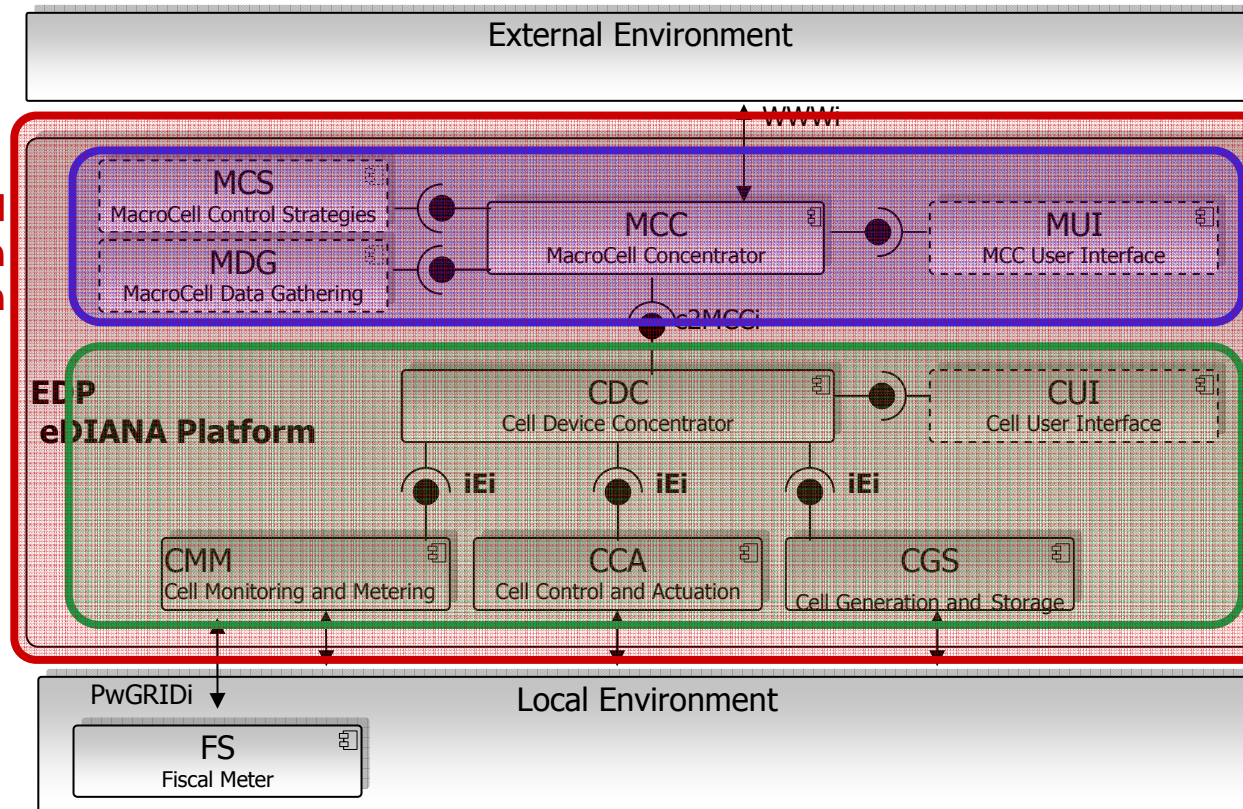 External Environment
WWWi
MCS
MacroCell Control Strategies
MCC
MacroCell Concentrator
MUI
MCC User Interface
MDG
MacroCell Data Gathering
c2MCCi
EDP
eDIANA Platform
CDC
Cell Device Concentrator
CUI
Cell User Interface
iEi
iEi
iEi
CMM
Cell Monitoring and Metering
CCA
Cell Control and Actuation
CGS
Cell Generation and Storage
PwGRIDi
Local Environment
FS
Fiscal Meter